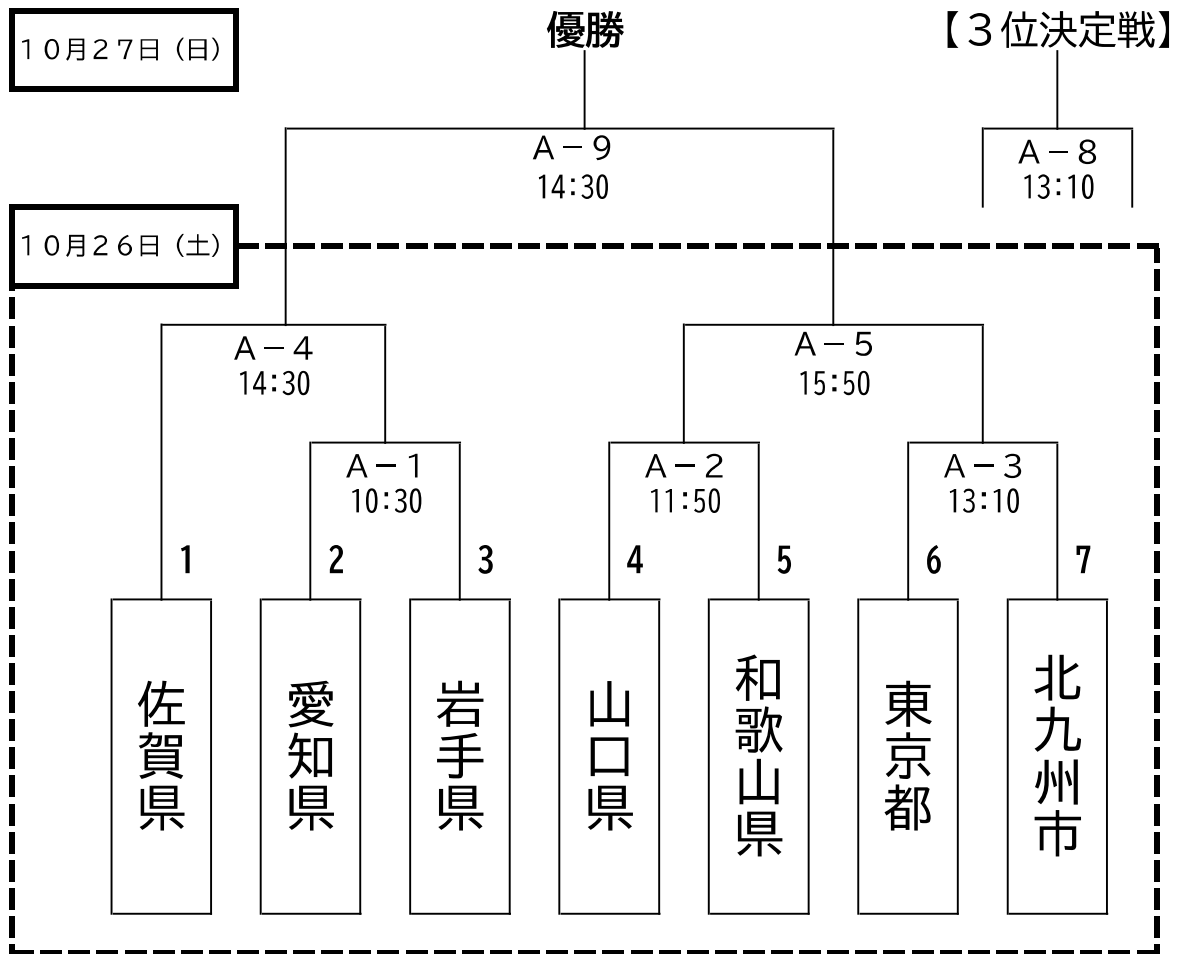 優勝
【３位決定戦】
１０月２７日（日）
Ａ－９
14:30
Ａ－８
13:10
１０月２６日（土）
Ａ－４
14:30
Ａ－５
15:50
Ａ－１
10:30
Ａ－２
11:50
Ａ－３
13:10
1
2
3
4
5
6
7
佐賀県
愛知県
岩手県
山口県
和歌山県
東京都
北九州市